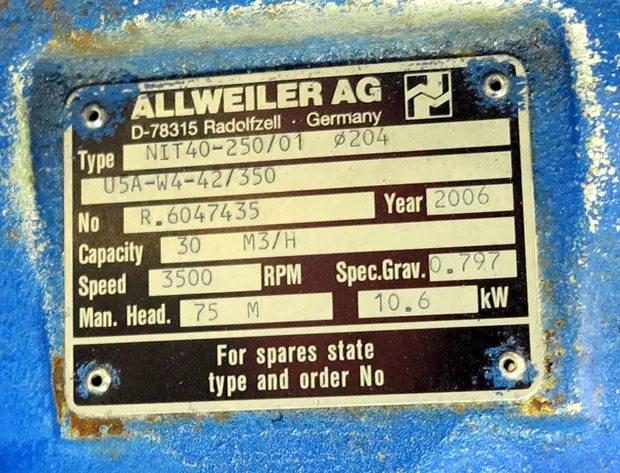 ALLWEILER AG
D-78315 Radolfzell · Germany
Type NIT40-250/01 Ø204
U5A-W4-42/350
No R.6047435 Year 2006
Capacity 30 M3/H
Speed 3500 RPM Spec.Grav. 0.797
Man. Head. 75 M 10.6 kW
For spares state
type and order No